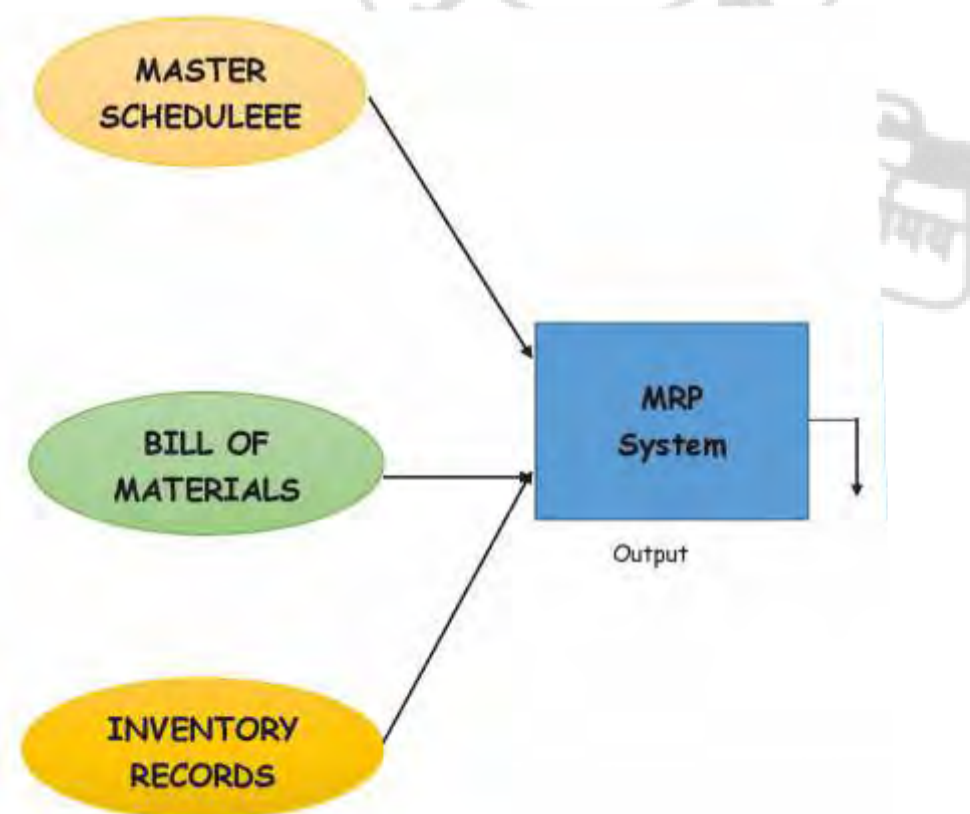 MASTER
SCHEDULEEE
BILL OF
MATERIALS
INVENTORY
RECORDS
MRP
System
Output